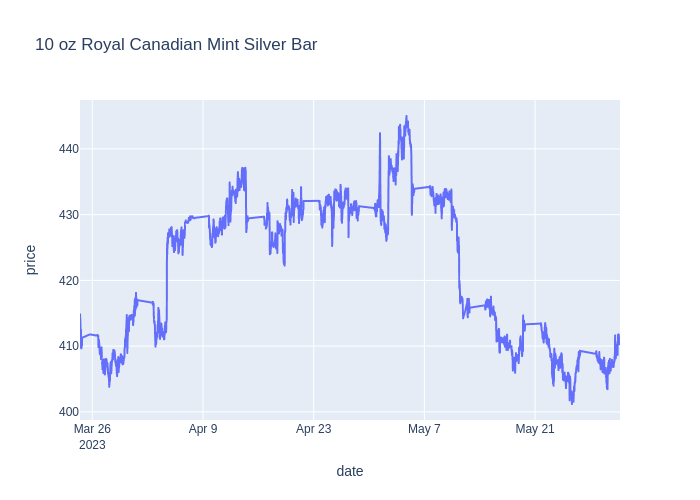 10 oz Royal Canadian Mint Silver Bar
440
430
420
410
400
price
Mar 26
2023
Apr 9
Apr 23
May 7
May 21
date